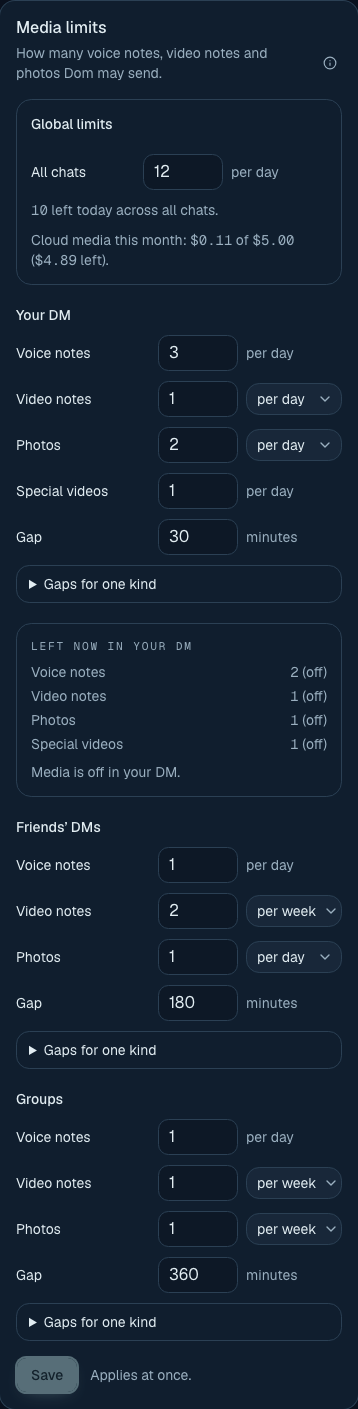 Media limits
How many voice notes, video notes and
photos Dom may send.
Global limits
All chats 12 per day
10 left today across all chats.
Cloud media this month: $0.11 of $5.00
($4.89 left).
Your DM
Voice notes 3 per day
Video notes 1 per day
Photos 2 per day
Special videos 1 per day
Gap 30 minutes
Gaps for one kind
LEFT NOW IN YOUR DM
Voice notes 2 (off)
Video notes 1 (off)
Photos 1 (off)
Special videos 1 (off)
Media is off in your DM.
Friends' DMs
Voice notes 1 per day
Video notes 2 per week
Photos 1 per day
Gap 180 minutes
Gaps for one kind
Groups
Voice notes 1 per day
Video notes 1 per week
Photos 1 per week
Gap 360 minutes
Gaps for one kind
Save Applies at once.